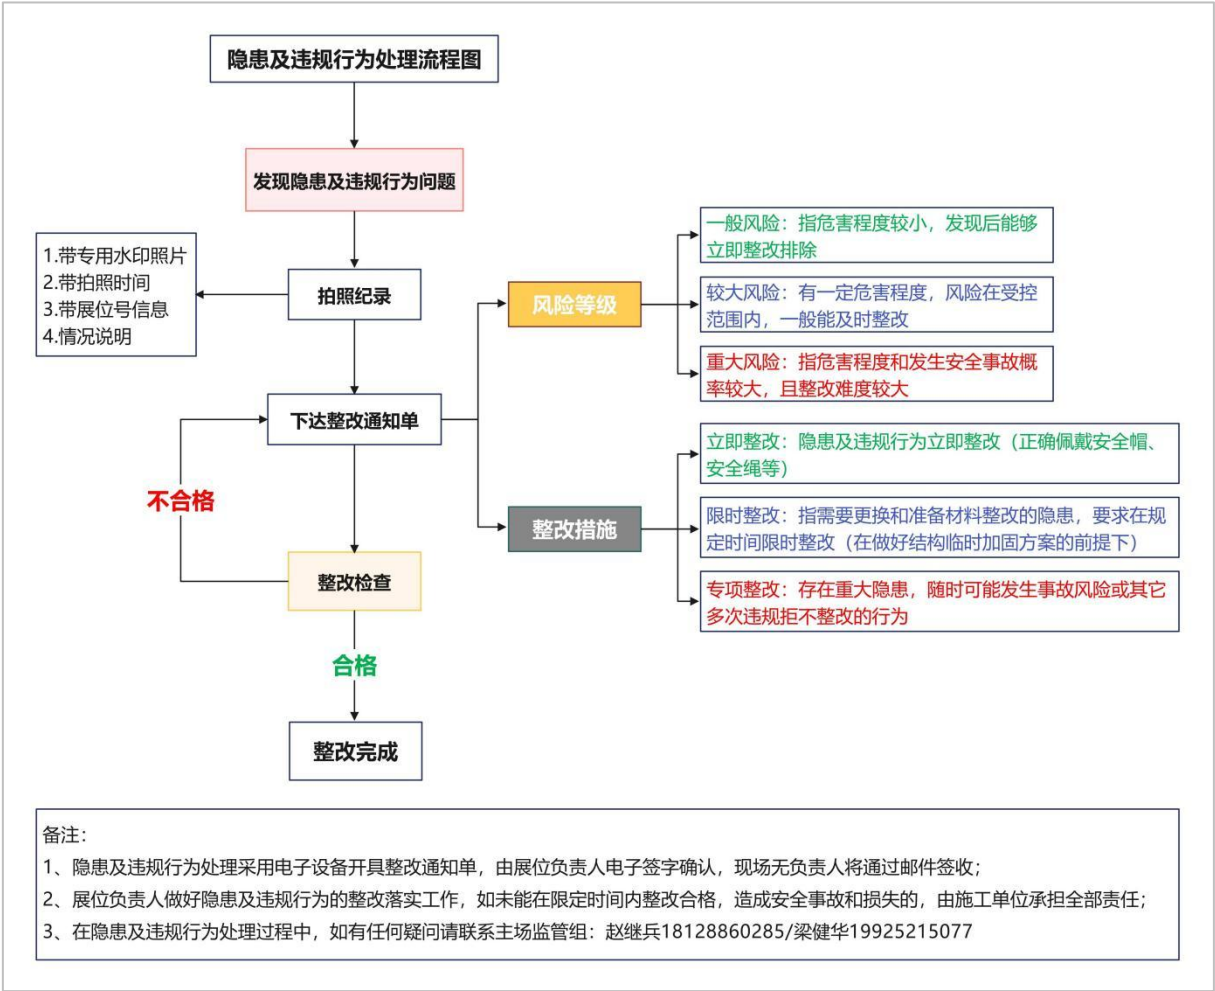 隐患及违规行为处理流程图
发现隐患及违规行为问题
拍照纪录
1.带专用水印照片
2.带拍照时间
3.带展位号信息
4.情况说明
下达整改通知单
风险等级
一般风险：指危害程度较小，发现后能够
立即整改排除
较大风险：有一定危害程度，风险在受控
范围内，一般能及时整改
重大风险：指危害程度和发生安全事故概
率较大，且整改难度较大
整改措施
立即整改：隐患及违规行为立即整改（正确佩戴安全帽、
安全绳等）
限时整改：指需要更换和准备材料整改的隐患，要求在规
定时间限时整改（在做好结构临时加固方案的前提下）
专项整改：存在重大隐患，随时可能发生事故风险或其它
多次违规拒不整改的行为
不合格
整改检查
合格
整改完成
备注：
1、隐患及违规行为处理采用电子设备开具整改通知单，由展位负责人电子签字确认，现场无负责人将通过邮件签收；
2、展位负责人做好隐患及违规行为的整改落实工作，如未能在限定时间内整改合格，造成安全事故和损失的，由施工单位承担全部责任；
3、在隐患及违规行为处理过程中，如有任何疑问请联系主场监管组：赵继兵18128860285/梁健华19925215077